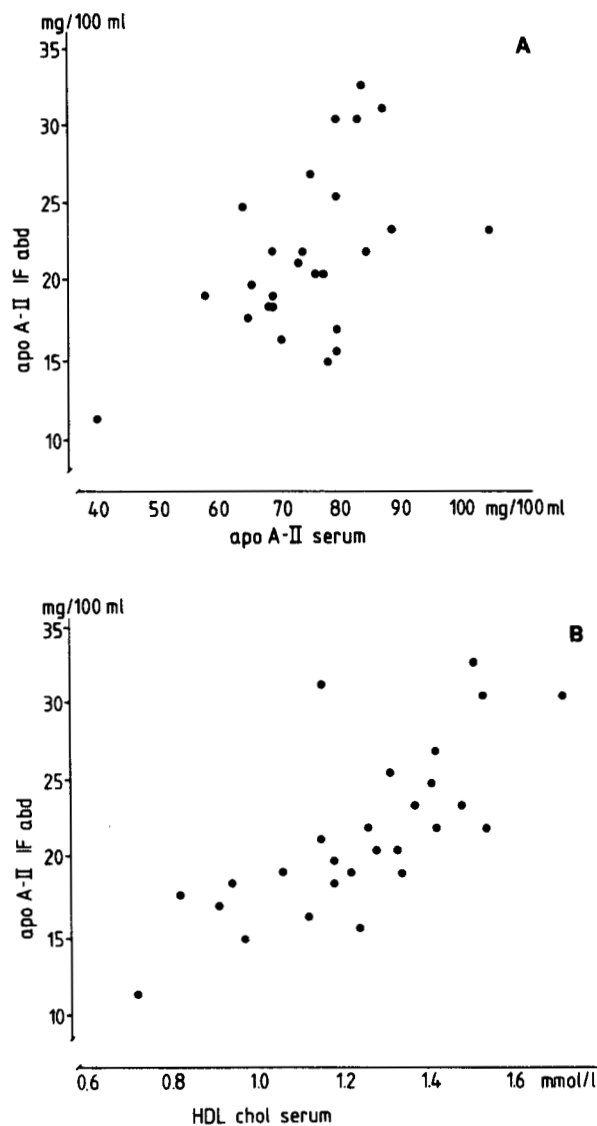 mg/100 ml
A
35
30
25
20
15
10
apo A-II IF abd
40 50 60 70 80 90 100 mg/100 ml
apo A-II serum
mg/100 ml
B
35
30
25
20
15
10
apo A-II IF abd
0.6 0.8 1.0 1.2 1.4 1.6 mmol/l
HDL chol serum